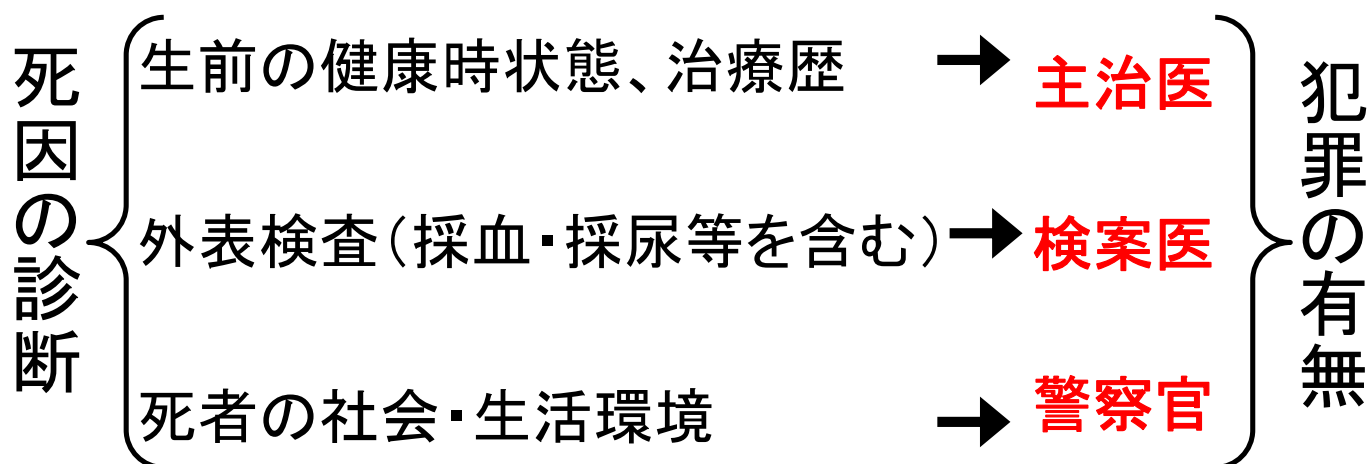 死因の診断
生前の健康時状態、治療歴 → 主治医
外表検査(採血・採尿等を含む) → 検案医
死者の社会・生活環境 → 警察官
犯罪の有無